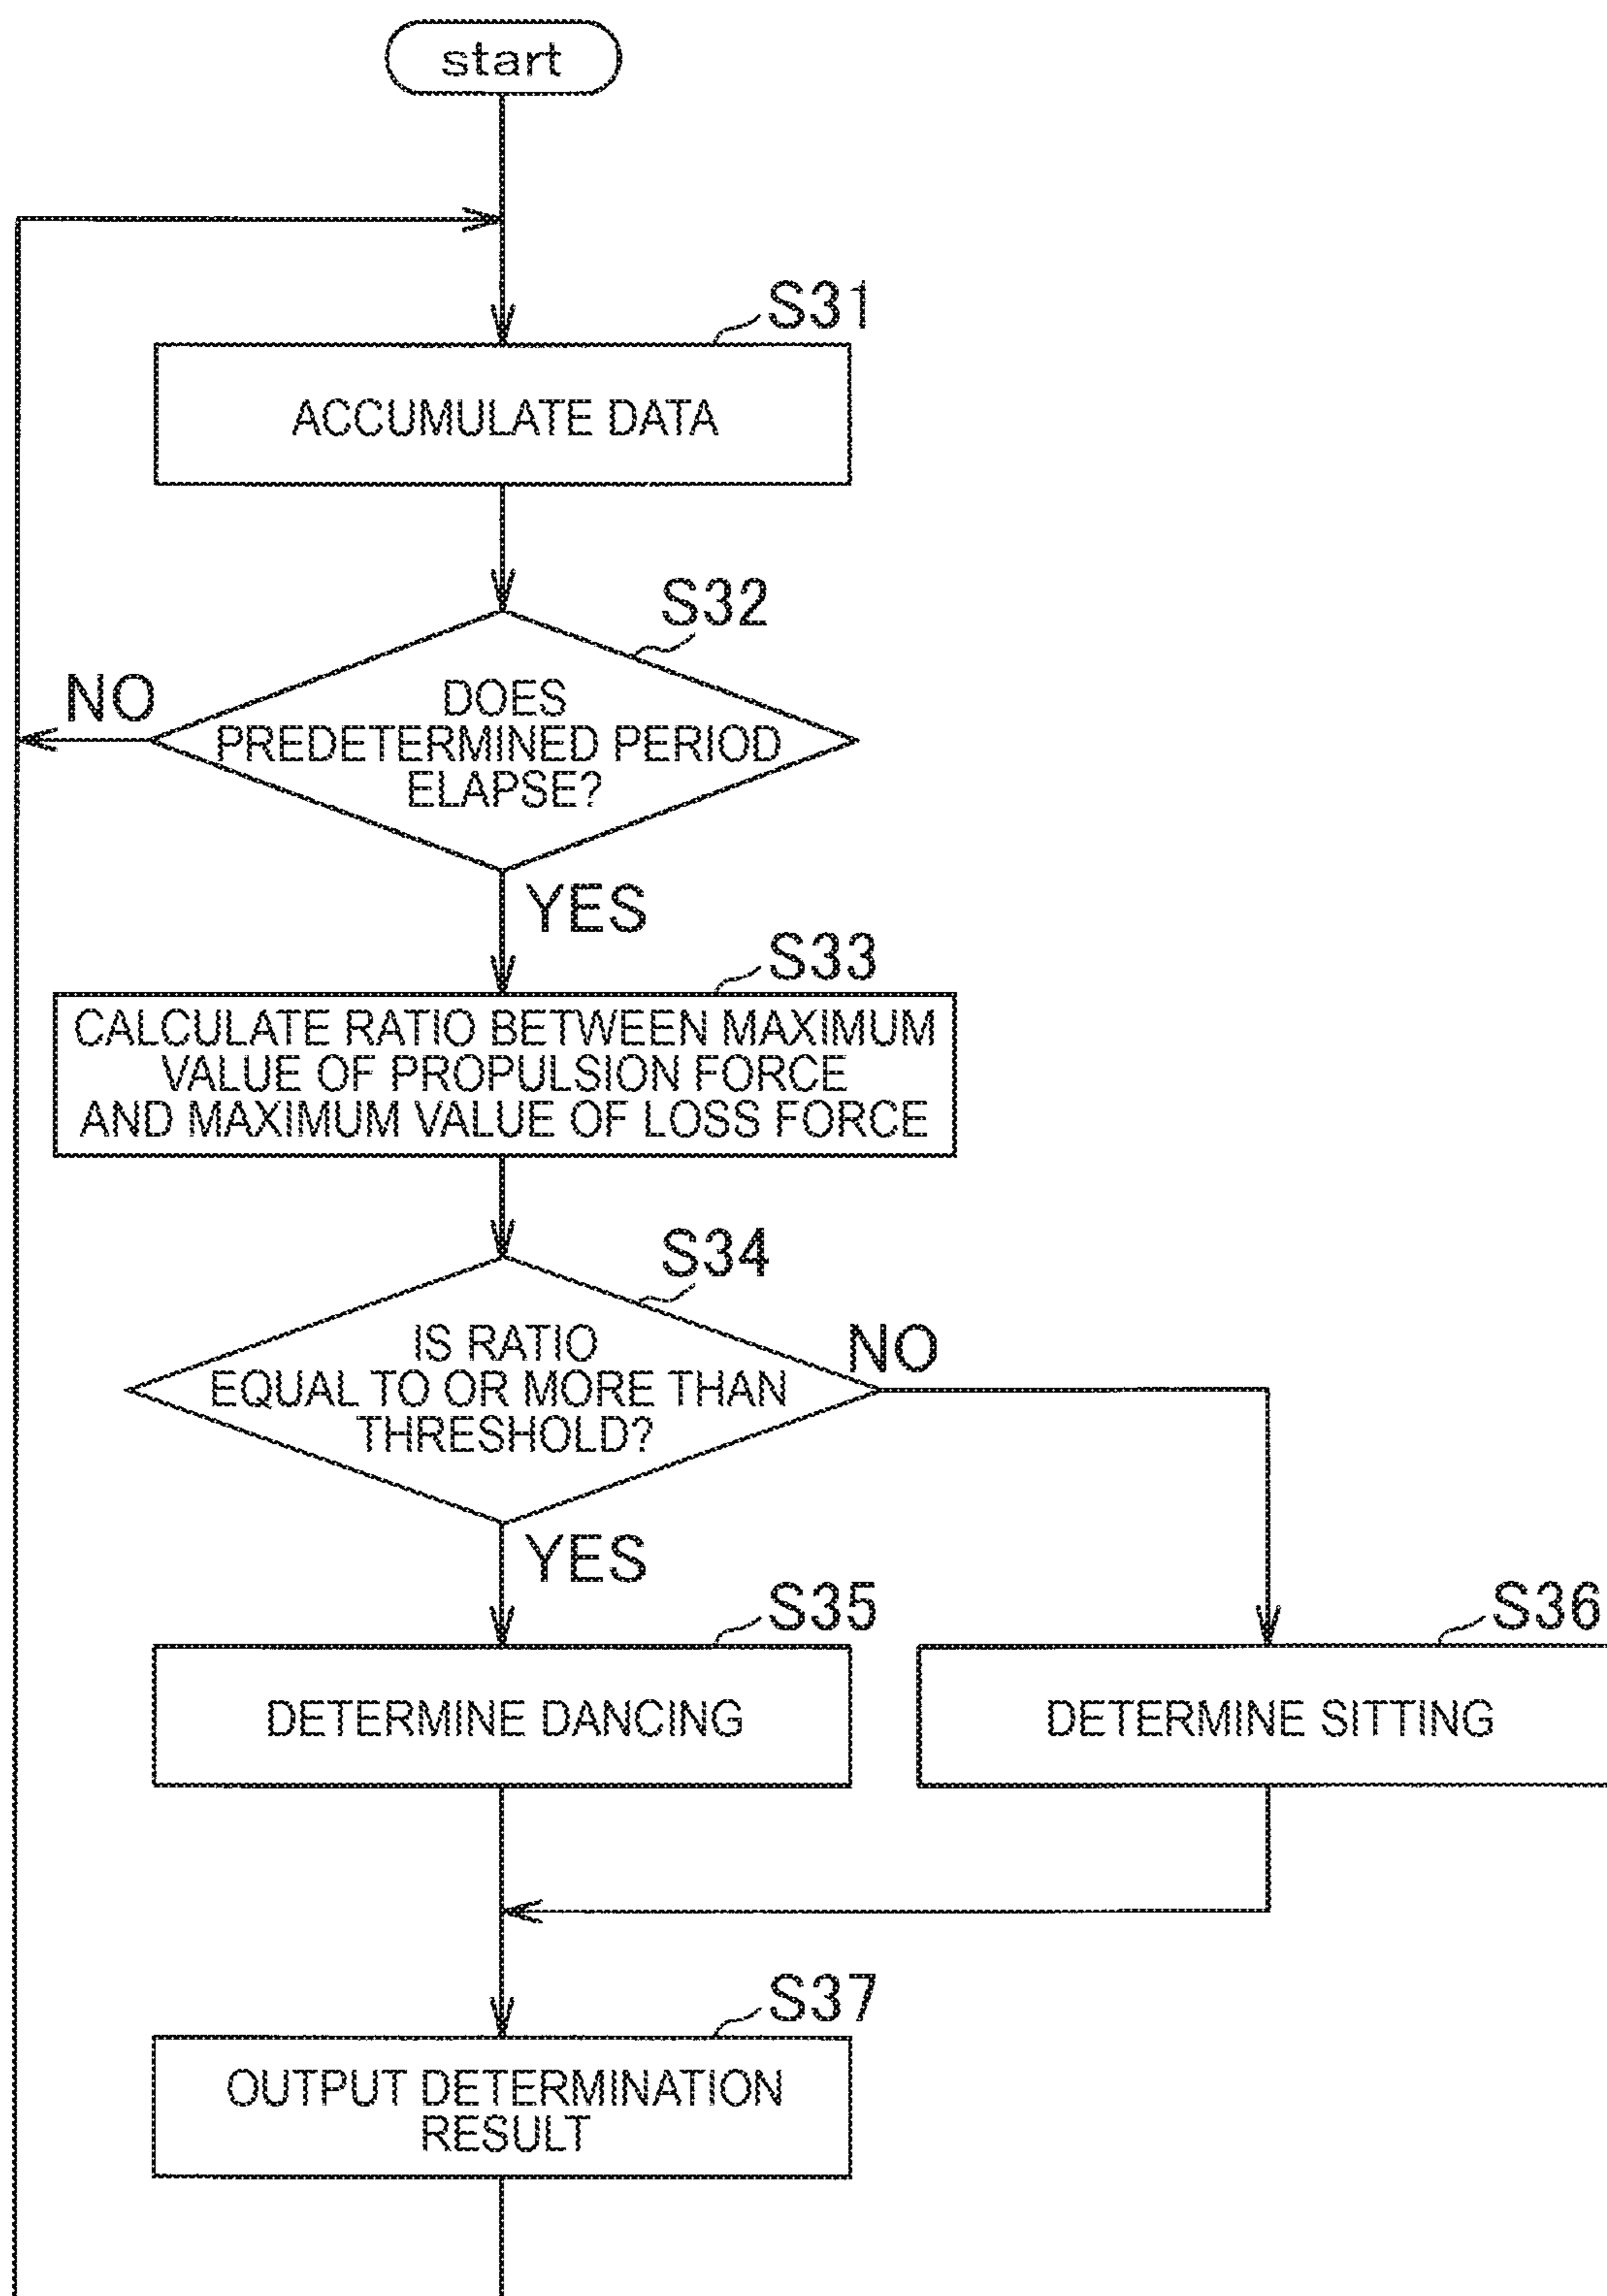 start
S31
ACCUMULATE DATA
S32
NO
DOES
PREDETERMINED PERIOD
ELAPSE?
YES
S33
CALCULATE RATIO BETWEEN MAXIMUM
VALUE OF PROPULSION FORCE
AND MAXIMUM VALUE OF LOSS FORCE
S34
IS RATIO
EQUAL TO OR MORE THAN
THRESHOLD?
NO
YES
S35
S36
DETERMINE DANCING
DETERMINE SITTING
S37
OUTPUT DETERMINATION
RESULT